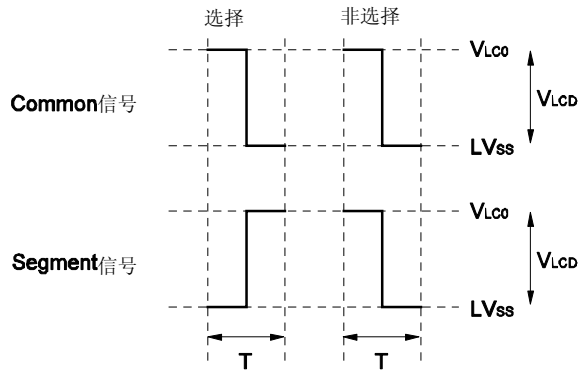 选择
非选择
VLC0
Common信号
VLCD
LVSS
VLC0
Segment信号
VLCD
LVSS
T
T